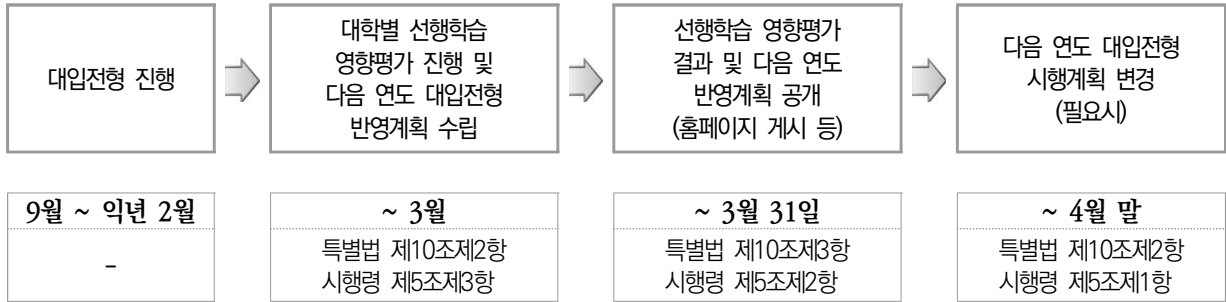 대입전형 진행
대학별 선행학습
영향평가 진행 및
다음 연도 대입전형
반영계획 수립
선행학습 영향평가
결과 및 다음 연도
반영계획 공개
(홈페이지 게시 등)
다음 연도 대입전형
시행계획 변경
(필요시)
9월 ~ 익년 2월
-
~ 3월
특별법 제10조제2항
시행령 제5조제3항
~ 3월 31일
특별법 제10조제3항
시행령 제5조제2항
~ 4월 말
특별법 제10조제2항
시행령 제5조제1항